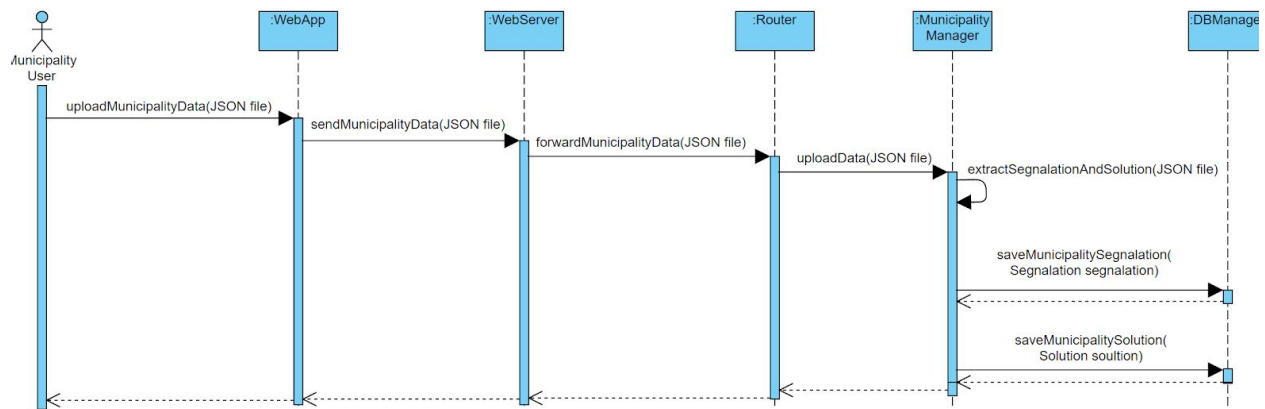 :WebApp
:WebServer
:Router
:Municipality
Manager
:DBManage
Municipality
User
uploadMunicipalityData(JSON file)
sendMunicipalityData(JSON file)
forwardMunicipalityData(JSON file)
uploadData(JSON file)
extractSegnalationAndSolution(JSON file)
saveMunicipalitySegnalation(
Segnalation segnalation)
saveMunicipalitySolution(
Solution soultion)